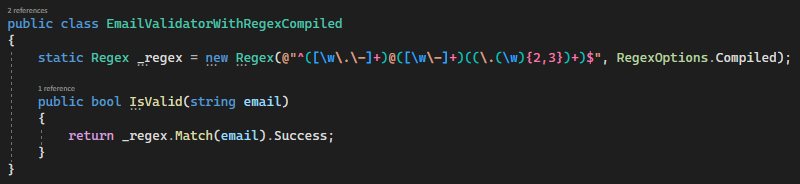 2 references
public class EmailValidatorWithRegexCompiled
{
static Regex _regex = new Regex(@"^([\w\.\-]+)@([\w\-]+)((\.(\w){2,3})+)$", RegexOptions.Compiled);
1 reference
public bool IsValid(string email)
{
return _regex.Match(email).Success;
}
}